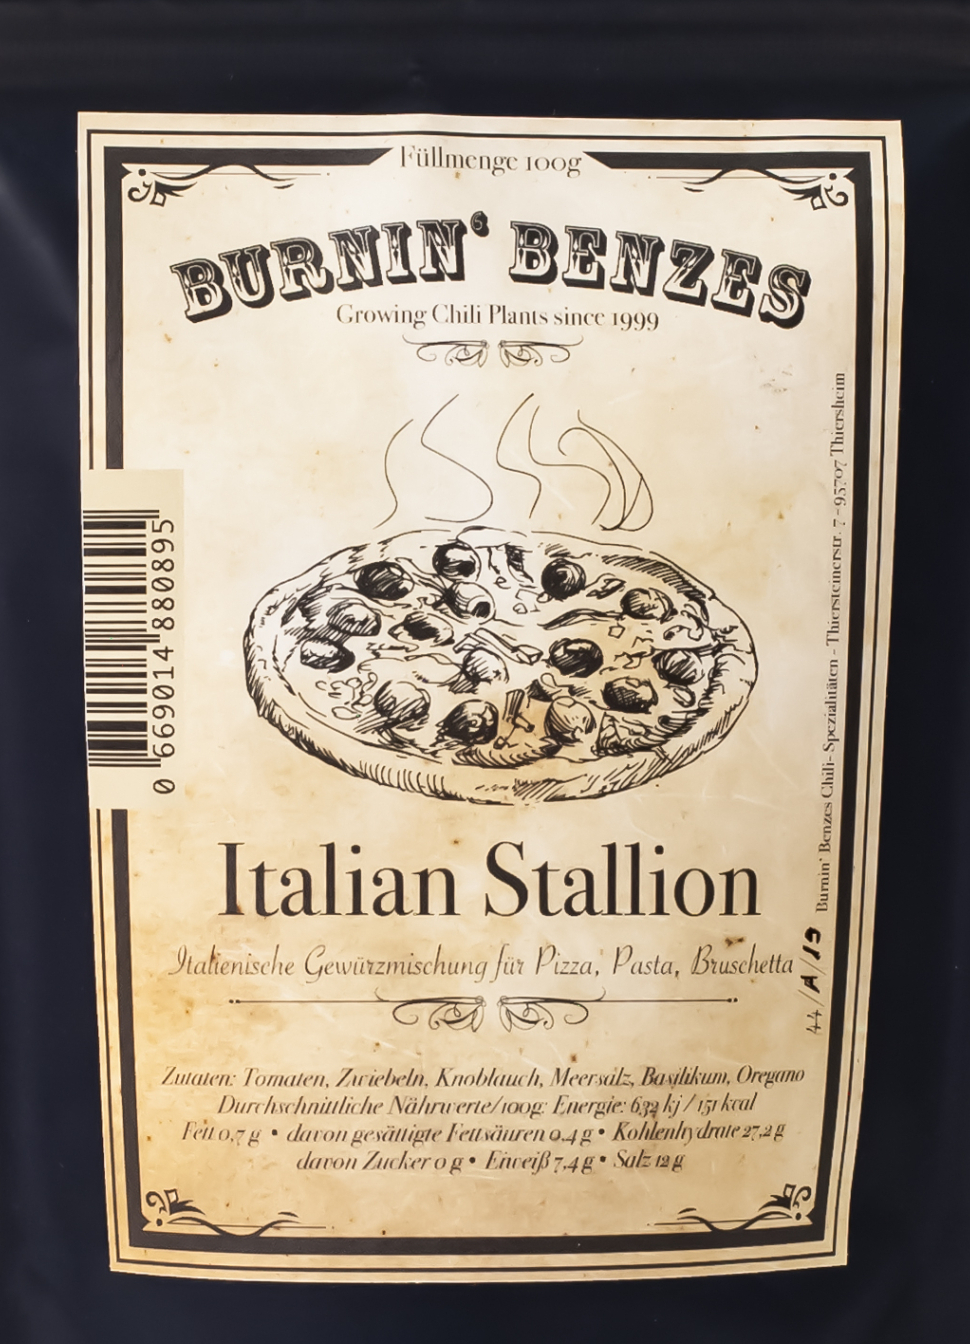 Füllmenge 100g
BURNIN‘ BENZES
Growing Chili Plants since 1999
0 669014 880895
Burnin' Benzes Chili-Spezialitäten - Thiersteinerstr. 7 - 95707 Thiersheim
Italian Stallion
Italienische Gewürzmischung für Pizza, Pasta, Bruschetta
44/A/19
Zutaten: Tomaten, Zwiebeln, Knoblauch, Meersalz, Basilikum, Oregano
Durchschnittliche Nährwerte/100g: Energie: 632 kj / 151 kcal
Fett 0,7 g • davon gesättigte Fettsäuren 0,4 g • Kohlenhydrate 27,2 g
davon Zucker 0 g • Eiweiß 7,4 g • Salz 12 g